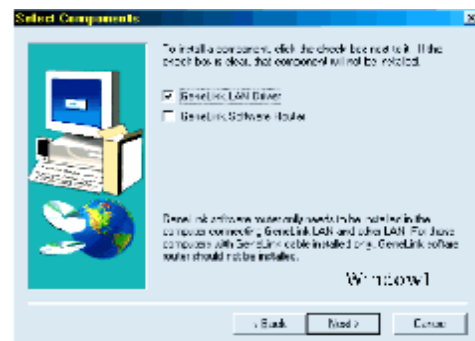 Select Components
To install a component, click the check box next to it. If the
check box is clear, that component will not be installed.
GeneLink LAN Driver
GeneLink Software Router
GeneLink software router only needs to be installed in the
computer connecting GeneLink LAN and other LAN. For those
computers with GeneLink cable installed only, GeneLink software
router should not be installed.
Window1
< Back
Next >
Cancel